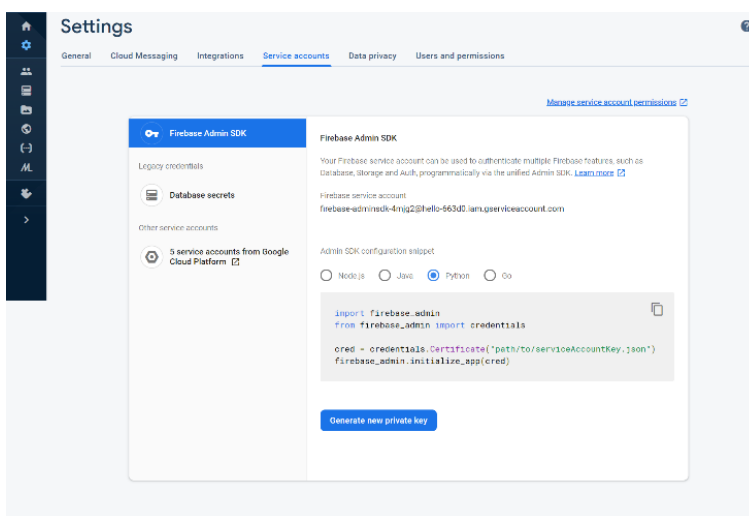 Settings
General Cloud Messaging Integrations Service accounts Data privacy Users and permissions
Manage service account permissions
Firebase Admin SDK
Legacy credentials
Database secrets
Other service accounts
5 service accounts from Google
Cloud Platform
Firebase Admin SDK
Your Firebase service account can be used to authenticate multiple Firebase features, such as
Database, Storage and Auth, programmatically via the unified Admin SDK. Learn more
Firebase service account
firebase-adminsdk-4mjg2@hello-663d0.iam.gserviceaccount.com
Admin SDK configuration snippet
Node.js Java Python Go
import firebase_admin
from firebase_admin import credentials
cred = credentials.Certificate("path/to/serviceAccountKey.json")
firebase_admin.initialize_app(cred)
Generate new private key